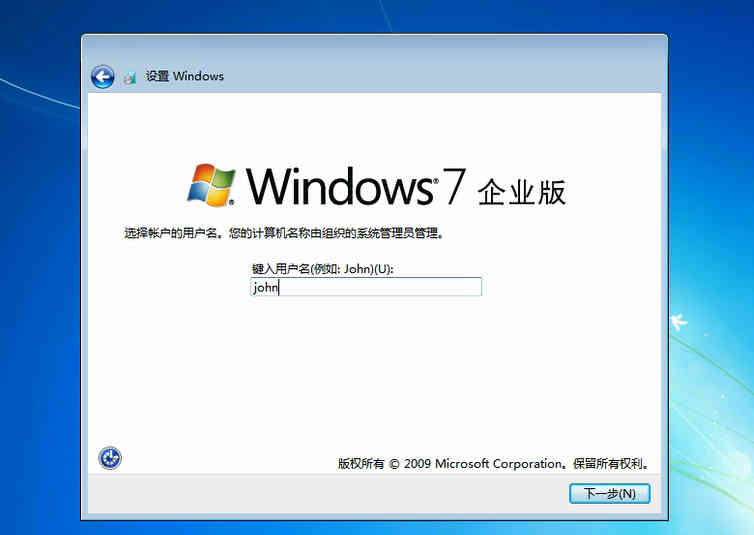 设置 Windows
Windows® 7 企业版
选择帐户的用户名。您的计算机名称由组织的系统管理员管理。
键入用户名(例如: John)(U):
john
版权所有 © 2009 Microsoft Corporation。保留所有权利。
下一步(N)